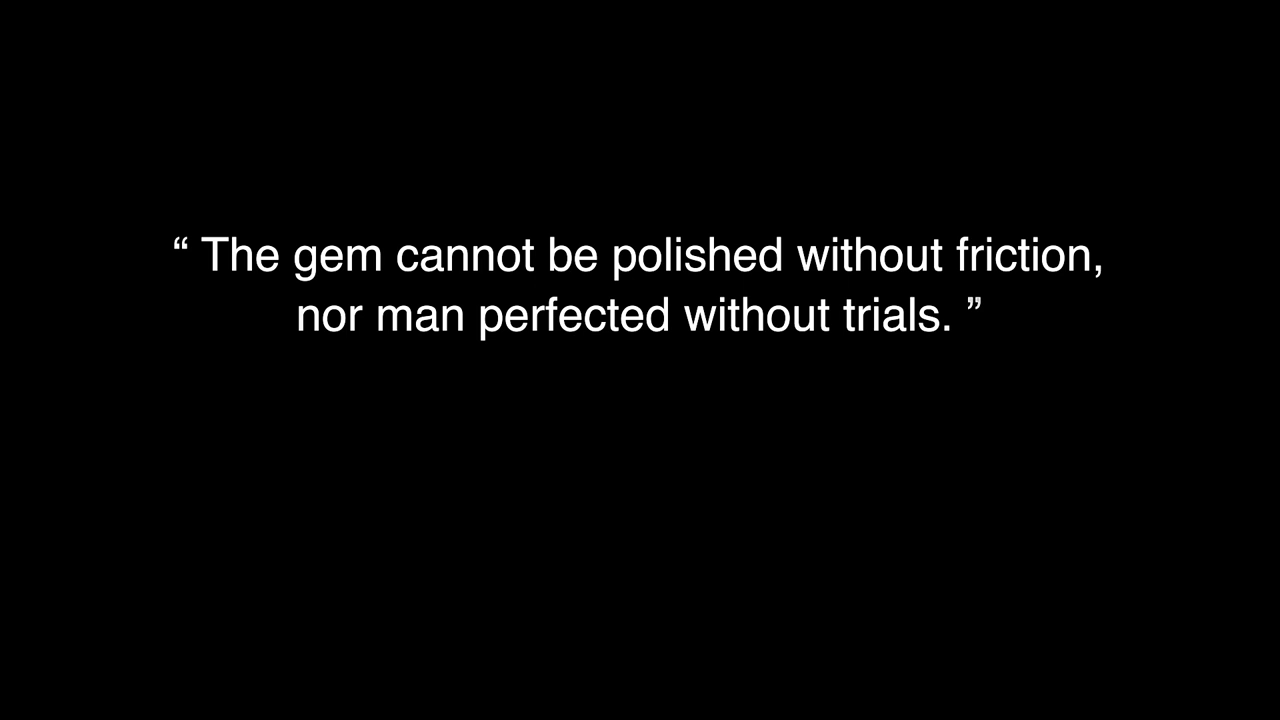 “ The gem cannot be polished without friction,
nor man perfected without trials. ”